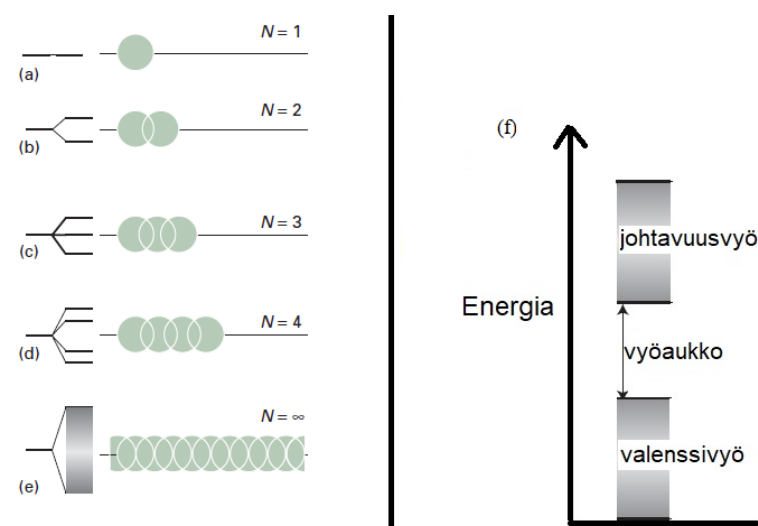 N = 1
(a)
N = 2
(b)
N = 3
(c)
N = 4
(d)
N = ∞
(e)
(f)
johtavuusvyö
Energia
vyöaukko
valenssivyö